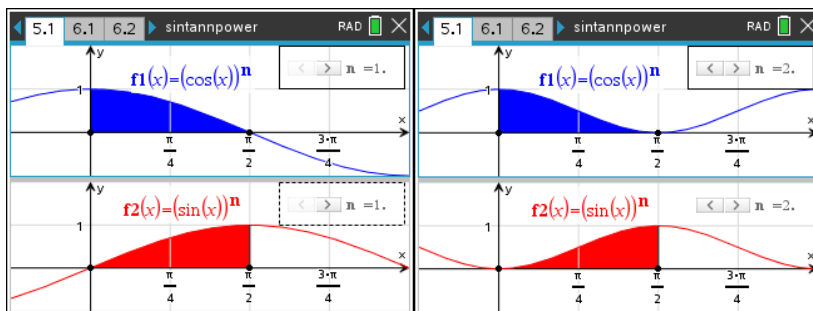 5.1 6.1 6.2 sintannpower RAD
y
f1(x)=(cos(x))^n
n =1.
1
x
π/4 π/2 3·π/4
y
f2(x)=(sin(x))^n
n =1.
1
x
π/4 π/2 3·π/4
5.1 6.1 6.2 sintannpower RAD
y
f1(x)=(cos(x))^n
n =2.
1
x
π/4 π/2 3·π/4
y
f2(x)=(sin(x))^n
n =2.
1
x
π/4 π/2 3·π/4